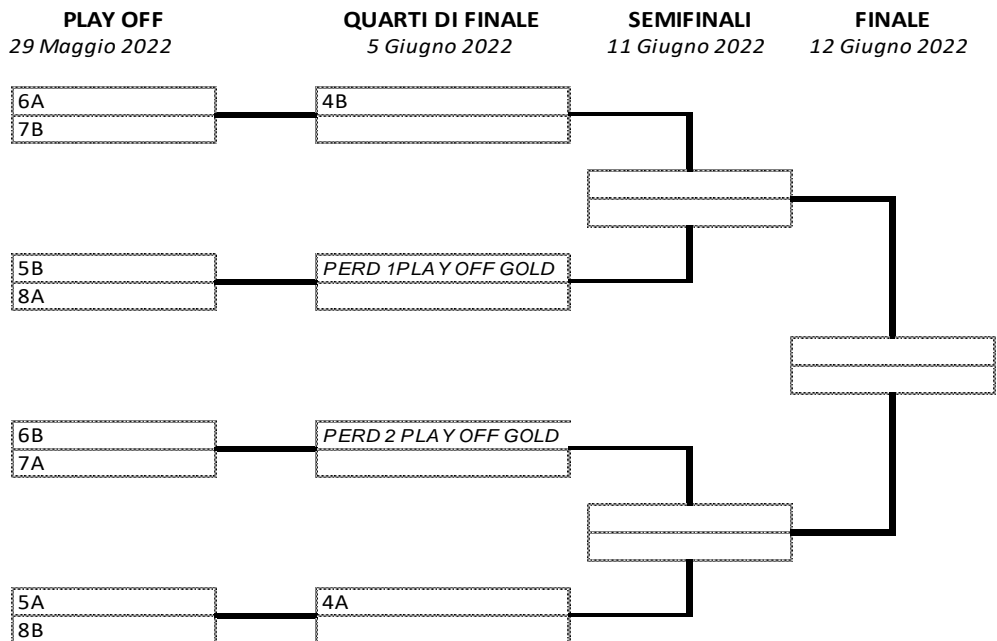 PLAY OFF QUARTI DI FINALE SEMIFINALI FINALE
29 Maggio 2022 5 Giugno 2022 11 Giugno 2022 12 Giugno 2022
6A 4B
7B
5B PERD 1PLAY OFF GOLD
8A
6B PERD 2 PLAY OFF GOLD
7A
5A 4A
8B